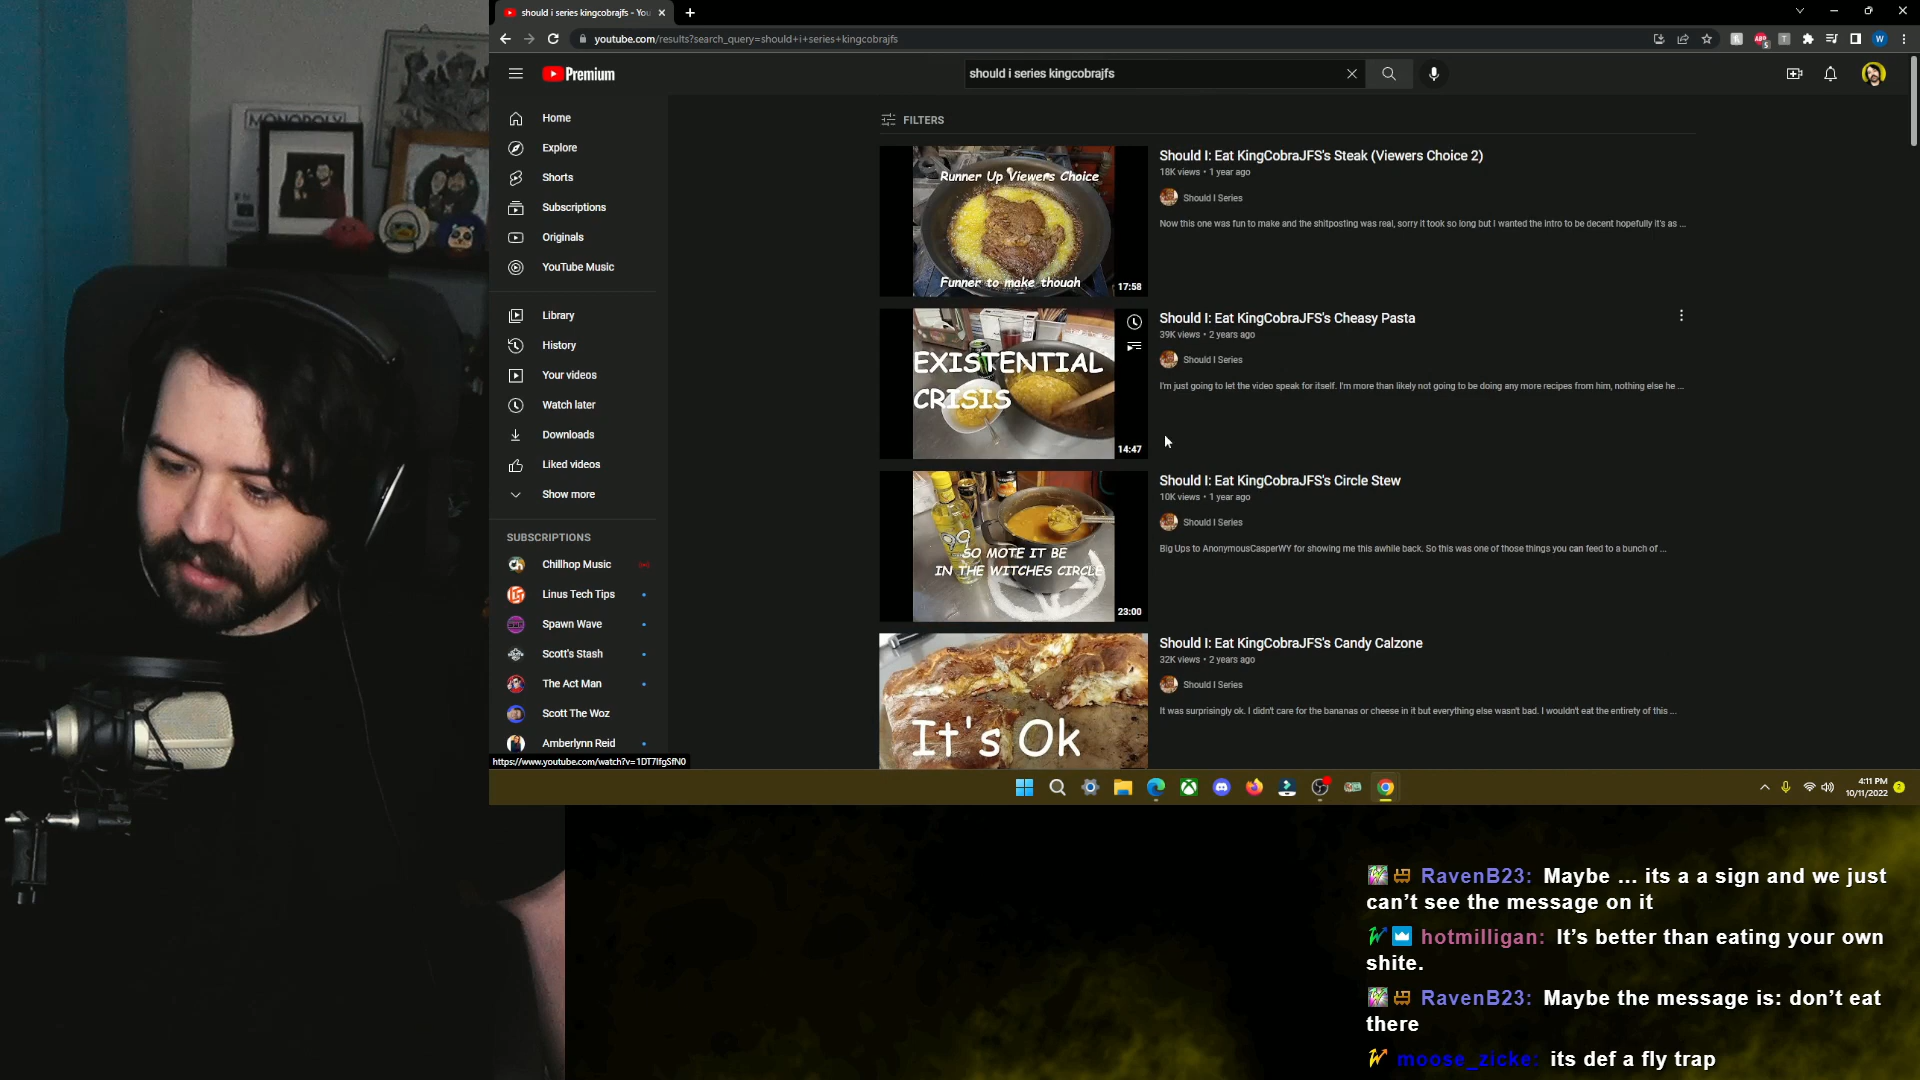 should i series kingcobrajfs - You
youtube.com/results?search_query=should+i+series+kingcobrajfs
Premium
should i series kingcobrajfs
Home
Explore
Shorts
Subscriptions
Originals
YouTube Music
Library
History
Your videos
Watch later
Downloads
Liked videos
Show more
SUBSCRIPTIONS
Chillhop Music
Linus Tech Tips
Spawn Wave
Scott's Stash
The Act Man
Scott The Woz
Amberlynn Reid
https://www.youtube.com/watch?v=1DT7IfgSfN0
FILTERS
Runner Up Viewers Choice
Funner to make though
17:58
Should I: Eat KingCobraJFS's Steak (Viewers Choice 2)
18K views • 1 year ago
Should I Series
Now this one was fun to make and the shitposting was real, sorry it took so long but I wanted the intro to be decent hopefully it's as ...
EXISTENTIAL
CRISIS
14:47
Should I: Eat KingCobraJFS's Cheasy Pasta
39K views • 2 years ago
Should I Series
I'm just going to let the video speak for itself. I'm more than likely not going to be doing any more recipes from him, nothing else he ...
SO MOTE IT BE
IN THE WITCHES CIRCLE
23:00
Should I: Eat KingCobraJFS's Circle Stew
10K views • 1 year ago
Should I Series
Big Ups to AnonymousCasperWY for showing me this awhile back. So this was one of those things you can feed to a bunch of ...
It's Ok
Should I: Eat KingCobraJFS's Candy Calzone
32K views • 2 years ago
Should I Series
It was surprisingly ok. I didn't care for the bananas or cheese in it but everything else wasn't bad. I wouldn't eat the entirety of this ...
4:11 PM
10/11/2022
MONOPOLY
RavenB23: Maybe ... its a a sign and we just
can't see the message on it
hotmilligan: It's better than eating your own
shite.
RavenB23: Maybe the message is: don't eat
there
moose_zicke: its def a fly trap